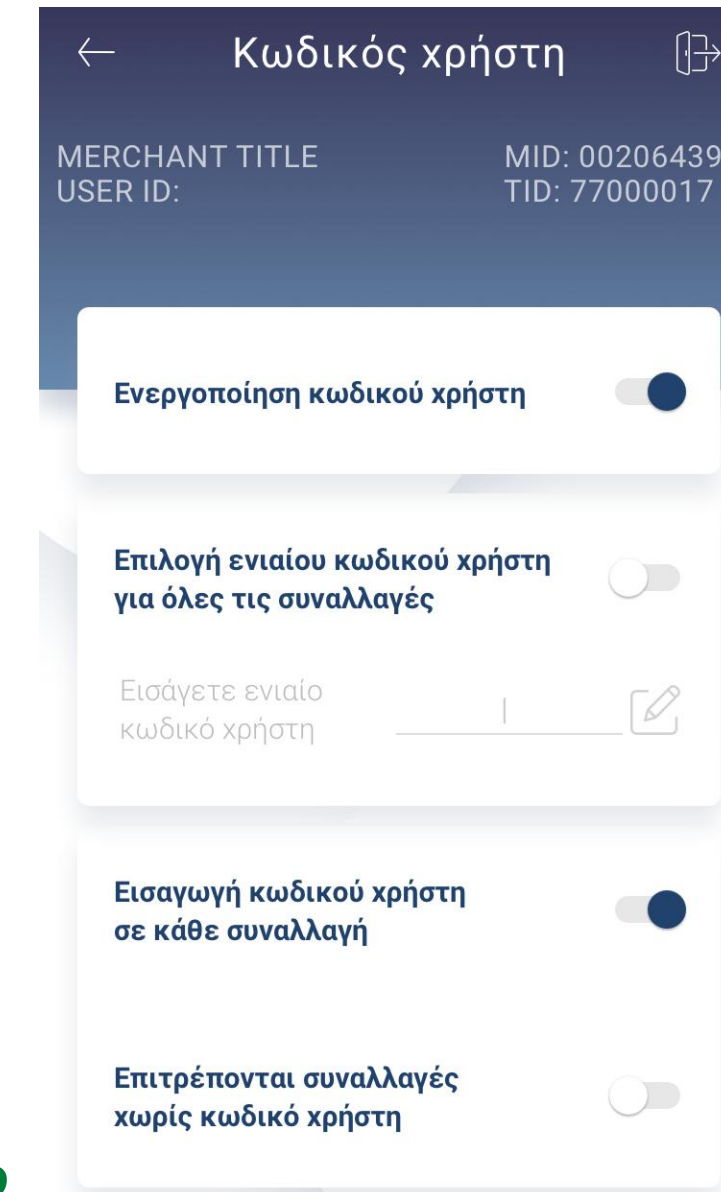 Κωδικός χρήστη
MERCHANT TITLE MID: 00206439
USER ID: TID: 77000017
Ενεργοποίηση κωδικού χρήστη
Επιλογή ενιαίου κωδικού χρήστη
για όλες τις συναλλαγές
Εισάγετε ενιαίο
κωδικό χρήστη
Εισαγωγή κωδικού χρήστη
σε κάθε συναλλαγή
Επιτρέπονται συναλλαγές
χωρίς κωδικό χρήστη